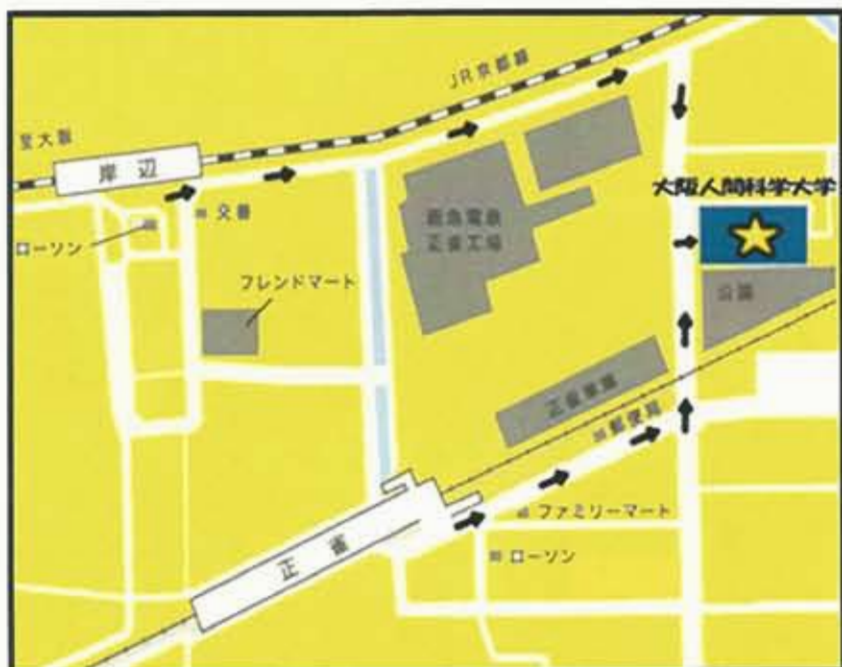 JR京都線
至大阪
岸辺
交番
ローソン
大阪人間科学大学
阪急電鉄
正雀工場
フレンドマート
公園
正雀車庫
郵便局
ファミリーマート
ローソン
正雀